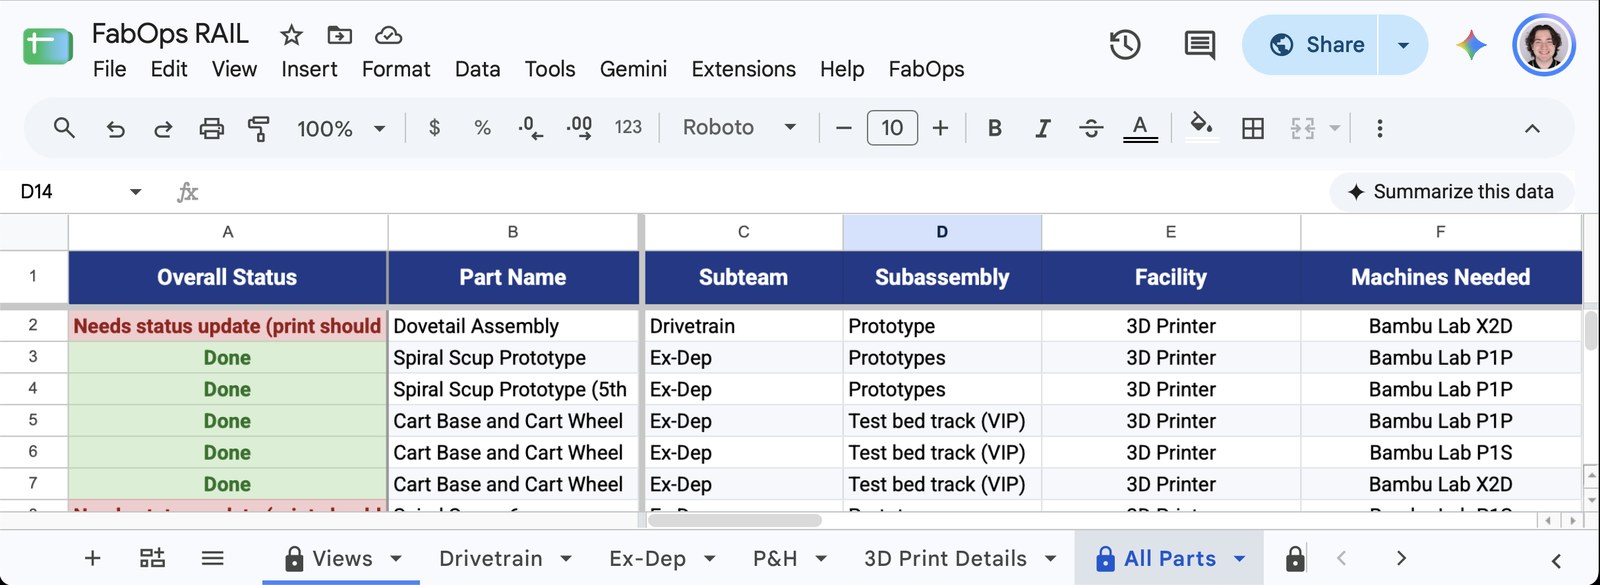 FabOps RAIL
File Edit View Insert Format Data Tools Gemini Extensions Help FabOps
Share
100% $ % .0 .00 123 Roboto 10 B I A
D14 fx Summarize this data
A B C D E F
1 Overall Status Part Name Subteam Subassembly Facility Machines Needed
2 Needs status update (print should Dovetail Assembly Drivetrain Prototype 3D Printer Bambu Lab X2D
3 Done Spiral Scup Prototype Ex-Dep Prototypes 3D Printer Bambu Lab P1P
4 Done Spiral Scup Prototype (5th Ex-Dep Prototypes 3D Printer Bambu Lab P1P
5 Done Cart Base and Cart Wheel Ex-Dep Test bed track (VIP) 3D Printer Bambu Lab P1P
6 Done Cart Base and Cart Wheel Ex-Dep Test bed track (VIP) 3D Printer Bambu Lab P1S
7 Done Cart Base and Cart Wheel Ex-Dep Test bed track (VIP) 3D Printer Bambu Lab X2D
Views Drivetrain Ex-Dep P&H 3D Print Details All Parts